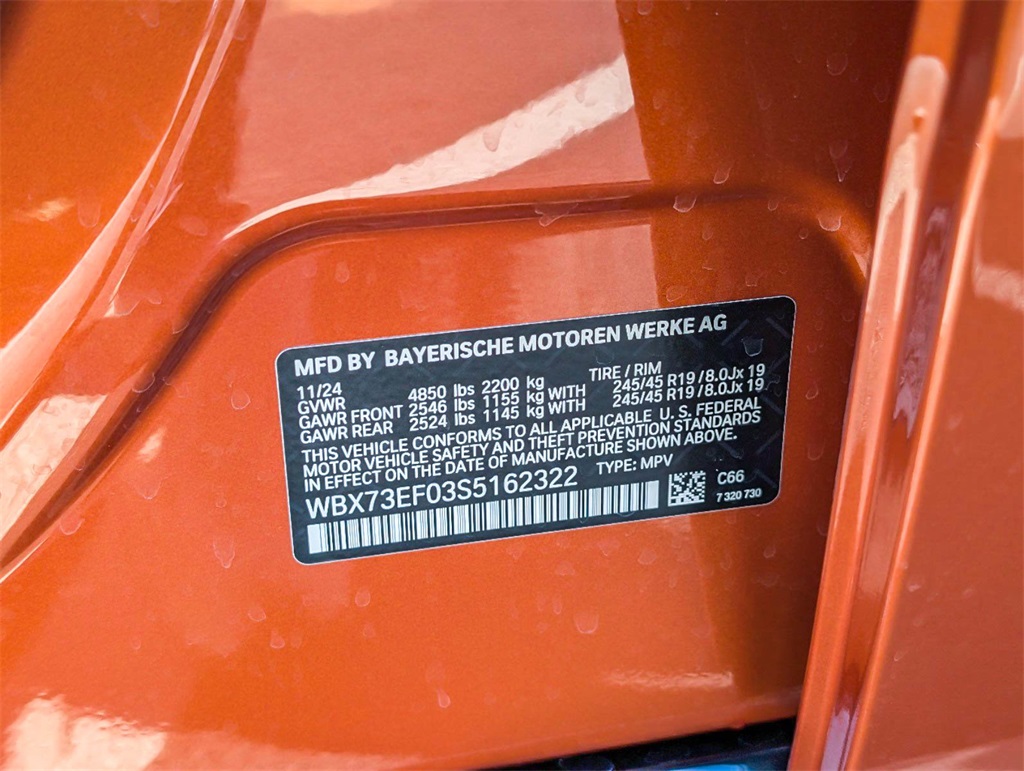 MFD BY BAYERISCHE MOTOREN WERKE AG
11/24 TIRE / RIM
GVWR 4850 lbs 2200 kg
GAWR FRONT 2546 lbs 1155 kg WITH 245/45 R19 /8.0Jx 19
GAWR REAR 2524 lbs 1145 kg WITH 245/45 R19 /8.0Jx 19
THIS VEHICLE CONFORMS TO ALL APPLICABLE U. S. FEDERAL
MOTOR VEHICLE SAFETY AND THEFT PREVENTION STANDARDS
IN EFFECT ON THE DATE OF MANUFACTURE SHOWN ABOVE.
WBX73EF03S5162322 TYPE: MPV
C66
7 320 730